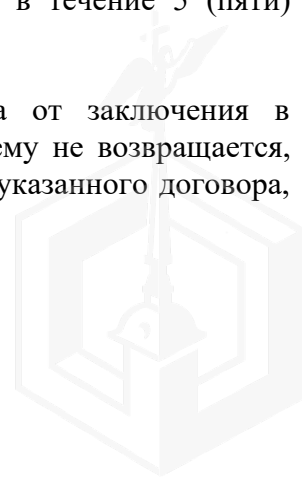 в течение 5 (пяти)
а от заключения в
ему не возвращается,
указанного договора,